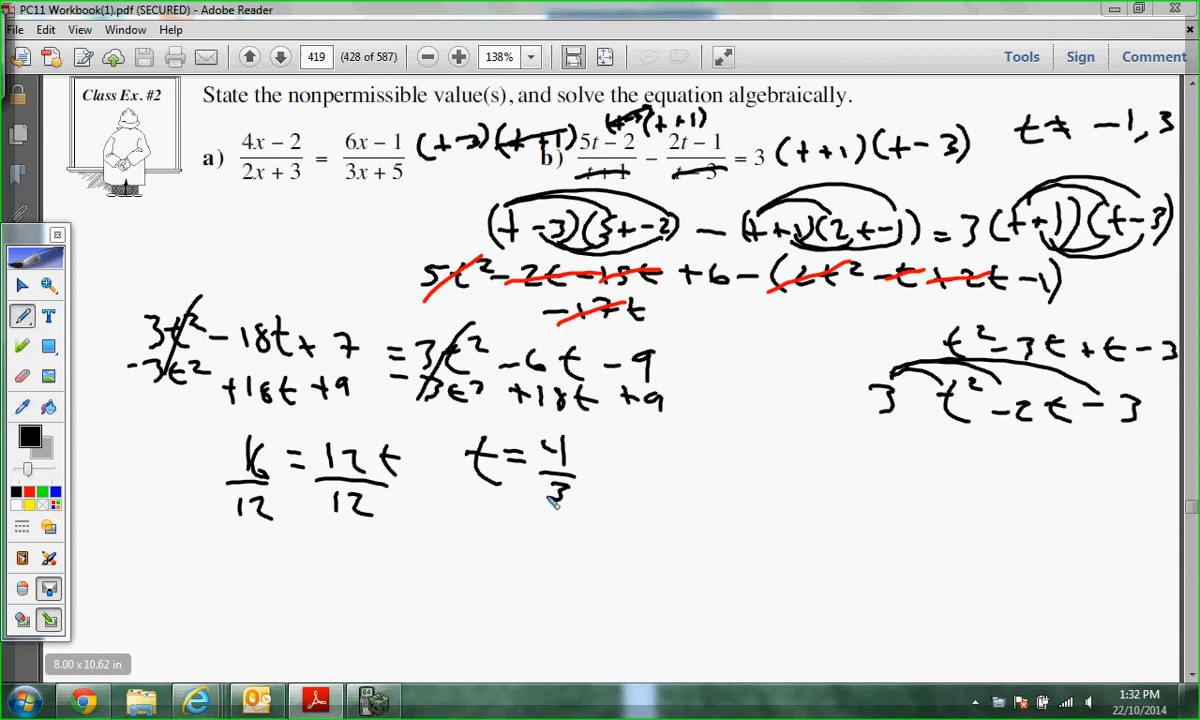 PC11 Workbook(1).pdf (SECURED) - Adobe Reader
File Edit View Window Help
419 (428 of 587) 138% Tools Sign Comment
Class Ex. #2 State the nonpermissible value(s), and solve the equation algebraically.
a) (4x − 2)/(2x + 3) = (6x − 1)/(3x + 5)
(t-3)(t+1) (t-3)(t+1)
b) (5t − 2)/(t + 1) − (2t − 1)/(t − 3) = 3 (t+1)(t-3) t ≠ -1, 3
(t-3)(5t-2) - (t+1)(2t-1) = 3(t+1)(t-3)
5t² - 2t - 15t + 6 - (2t² - t + 2t - 1)
-17t
3t² - 18t + 7 = 3t² - 6t - 9
t² - 3t + t - 3
-3t² +18t +9 = -3t² +18t +9
3 t² - 2t - 3
16/12 = 12t/12 t = 4/3
8.00 x 10.62 in
1:32 PM
22/10/2014